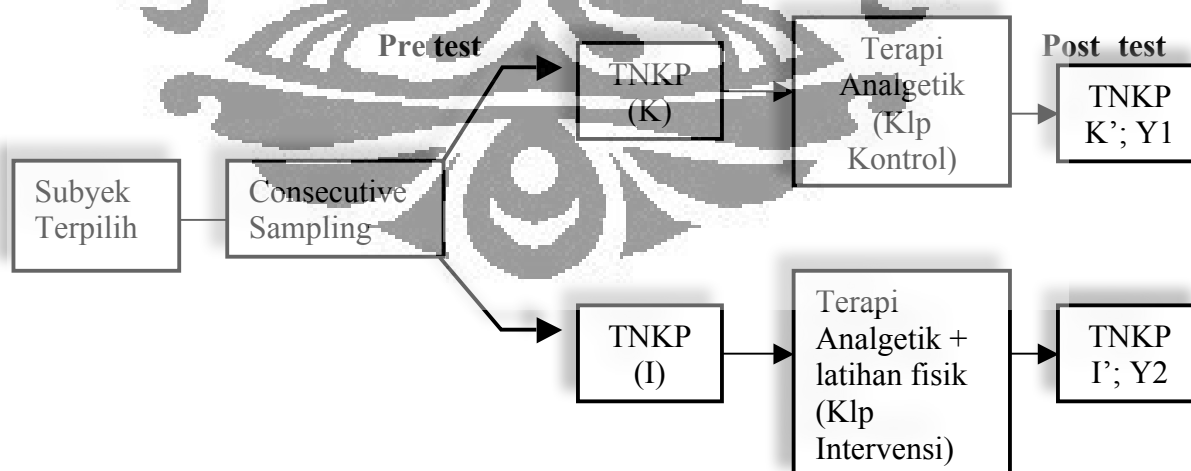 Pre test
Post test
Subyek
Terpilih
Consecutive
Sampling
TNKP
(K)
Terapi
Analgetik
(Klp
Kontrol)
TNKP
K’; Y1
TNKP
(I)
Terapi
Analgetik +
latihan fisik
(Klp
Intervensi)
TNKP
I’; Y2